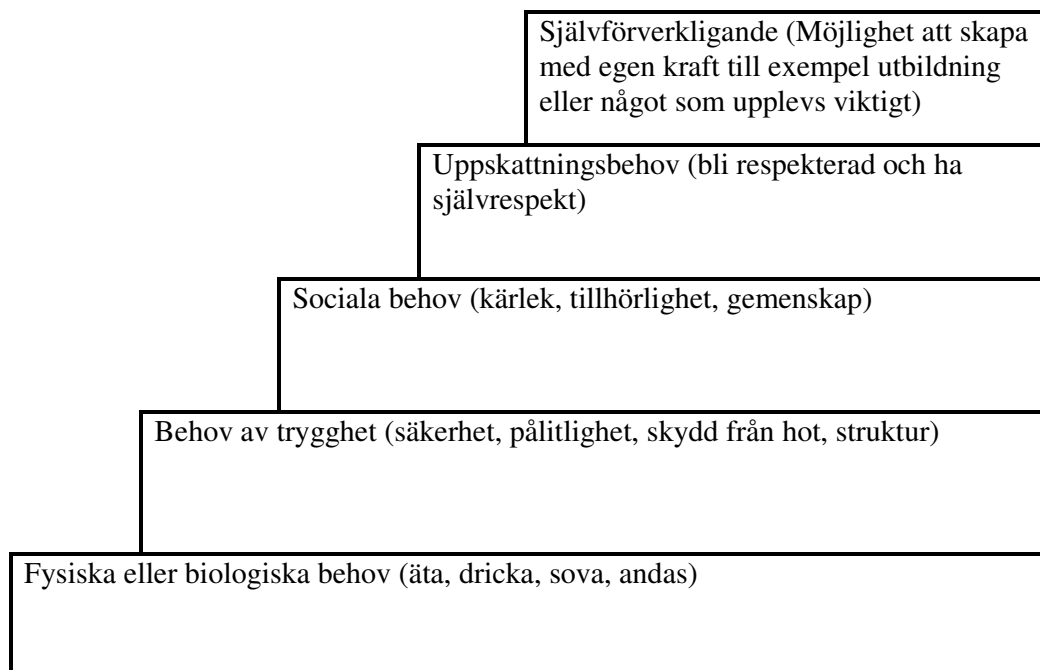 Självförverkligande (Möjlighet att skapa
med egen kraft till exempel utbildning
eller något som upplevs viktigt)
Uppskattningsbehov (bli respekterad och ha
självrespekt)
Sociala behov (kärlek, tillhörlighet, gemenskap)
Behov av trygghet (säkerhet, pålitlighet, skydd från hot, struktur)
Fysiska eller biologiska behov (äta, dricka, sova, andas)